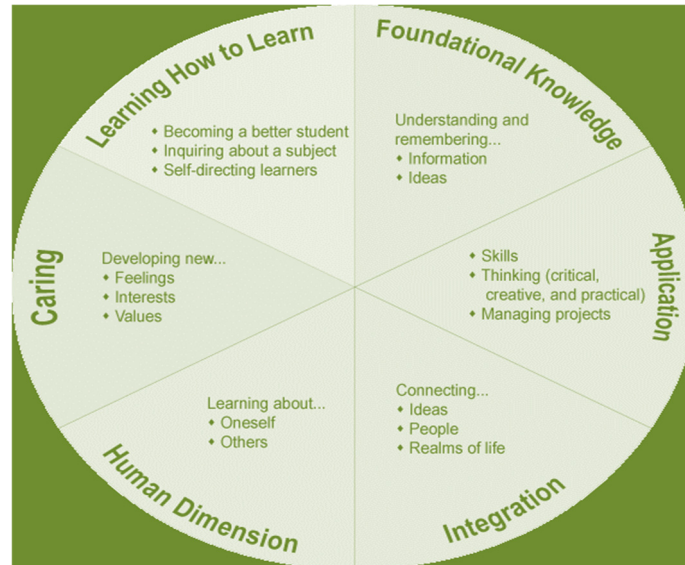 Learning How to Learn
◆ Becoming a better student
◆ Inquiring about a subject
◆ Self-directing learners
Foundational Knowledge
Understanding and
remembering...
◆ Information
◆ Ideas
Application
◆ Skills
◆ Thinking (critical,
creative, and practical)
◆ Managing projects
Integration
Connecting...
◆ Ideas
◆ People
◆ Realms of life
Human Dimension
Learning about...
◆ Oneself
◆ Others
Caring
Developing new...
◆ Feelings
◆ Interests
◆ Values